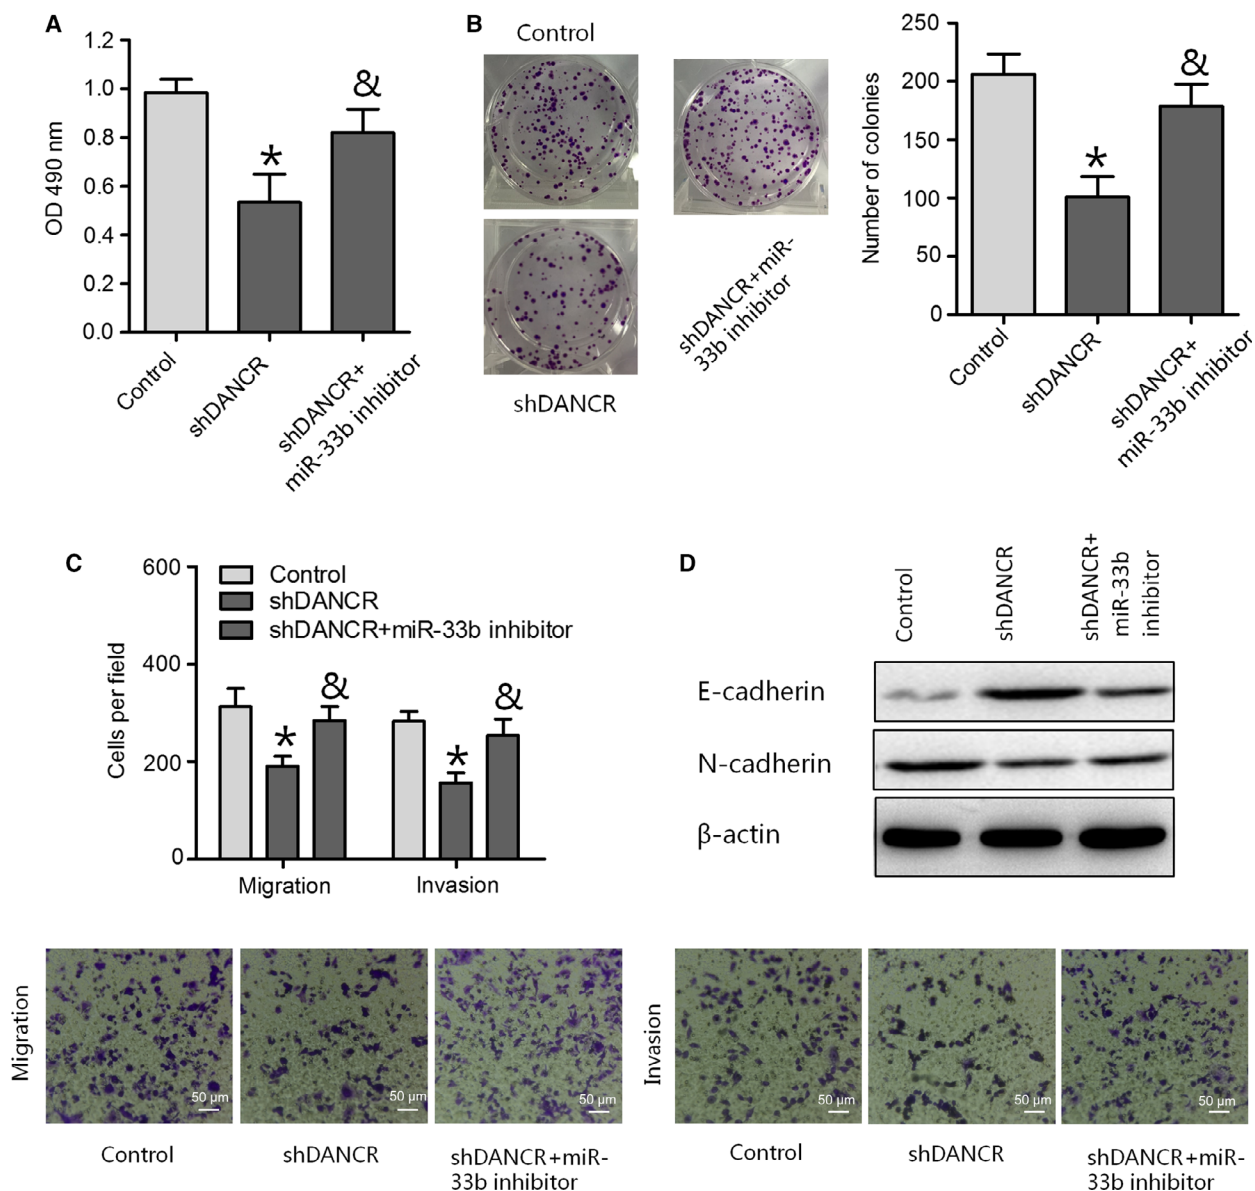 A
1.2
1.0
0.8
0.6
0.4
0.2
0.0
OD 490 nm
*
&
Control
shDANCR
shDANCR+
miR-33b inhibitor
B
Control
shDANCR
shDANCR+miR-
33b inhibitor
250
200
150
100
50
0
Number of colonies
*
&
Control
shDANCR
shDANCR+
miR-33b inhibitor
C
600
400
200
0
Cells per field
Control
shDANCR
shDANCR+miR-33b inhibitor
*
&
*
&
Migration
Invasion
D
Control
shDANCR
shDANCR+
miR-33b
inhibitor
E-cadherin
N-cadherin
β-actin
Migration
50 µm
50 µm
50 µm
Control
shDANCR
shDANCR+miR-
33b inhibitor
Invasion
50 µm
50 µm
50 µm
Control
shDANCR
shDANCR+miR-
33b inhibitor